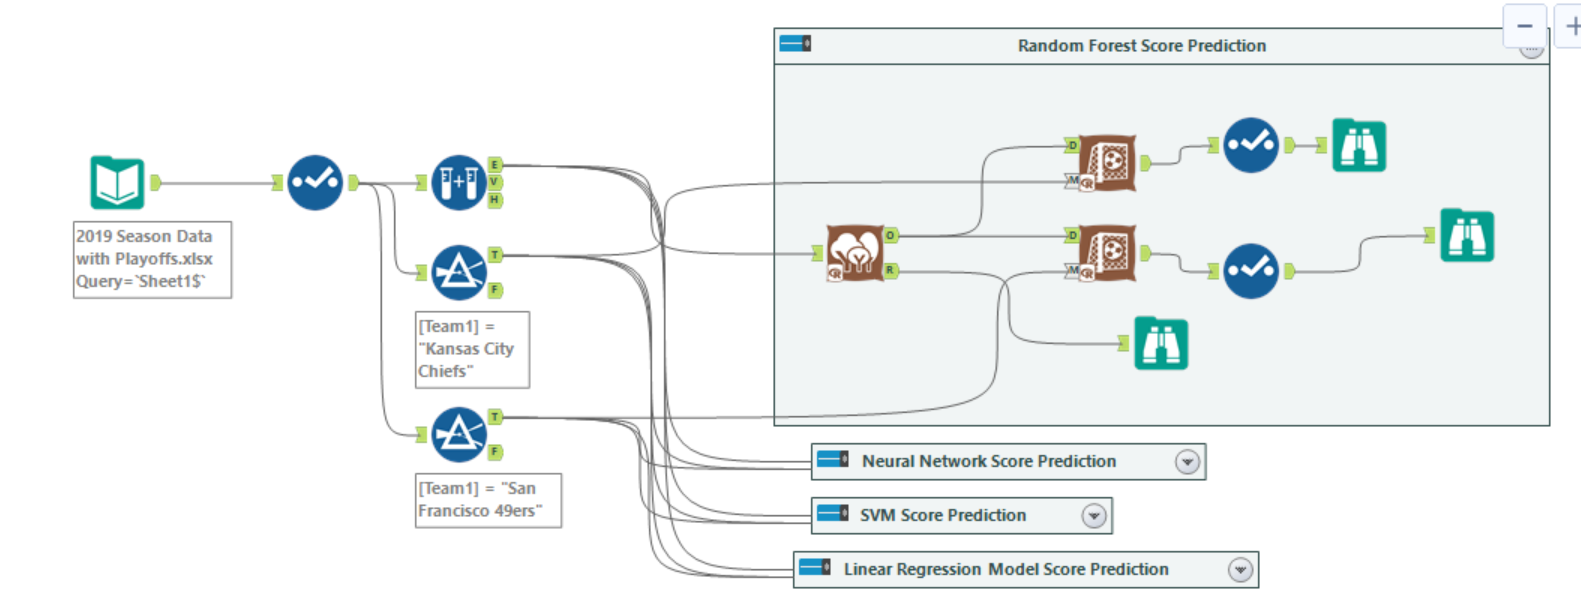 Random Forest Score Prediction
E
V
H
D
M
R
2019 Season Data
with Playoffs.xlsx
Query=`Sheet1$`
T
F
[Team1] =
"Kansas City
Chiefs"
O
R
R
D
M
R
T
F
[Team1] = "San
Francisco 49ers"
Neural Network Score Prediction
SVM Score Prediction
Linear Regression Model Score Prediction